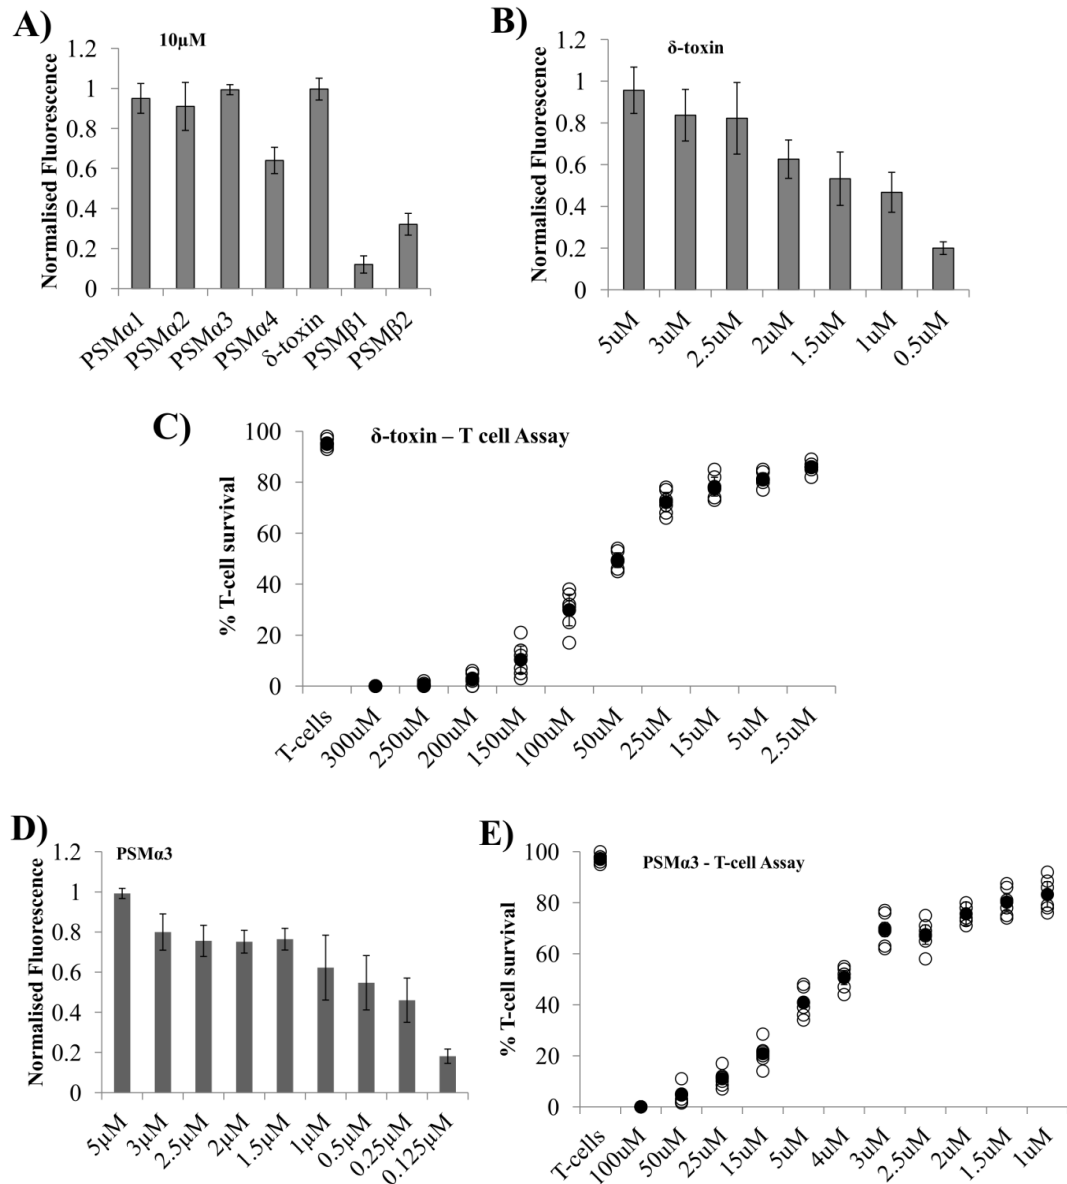 A)
10µM
Normalised Fluorescence
1.2
1
0.8
0.6
0.4
0.2
0
PSMα1
PSMα2
PSMα3
PSMα4
δ-toxin
PSMβ1
PSMβ2
B)
δ-toxin
Normalised Fluorescence
1.2
1
0.8
0.6
0.4
0.2
0
5uM
3uM
2.5uM
2uM
1.5uM
1uM
0.5uM
C)
δ-toxin – T cell Assay
% T-cell survival
100
80
60
40
20
0
T-cells
300uM
250uM
200uM
150uM
100uM
50uM
25uM
15uM
5uM
2.5uM
D)
PSMα3
Normalised Fluorescence
1.2
1
0.8
0.6
0.4
0.2
0
5µM
3µM
2.5µM
2µM
1.5µM
1µM
0.5µM
0.25µM
0.125µM
E)
PSMα3 - T-cell Assay
% T-cell survival
100
80
60
40
20
0
T-cells
100uM
50uM
25uM
15uM
5uM
4uM
3uM
2.5uM
2uM
1.5uM
1uM